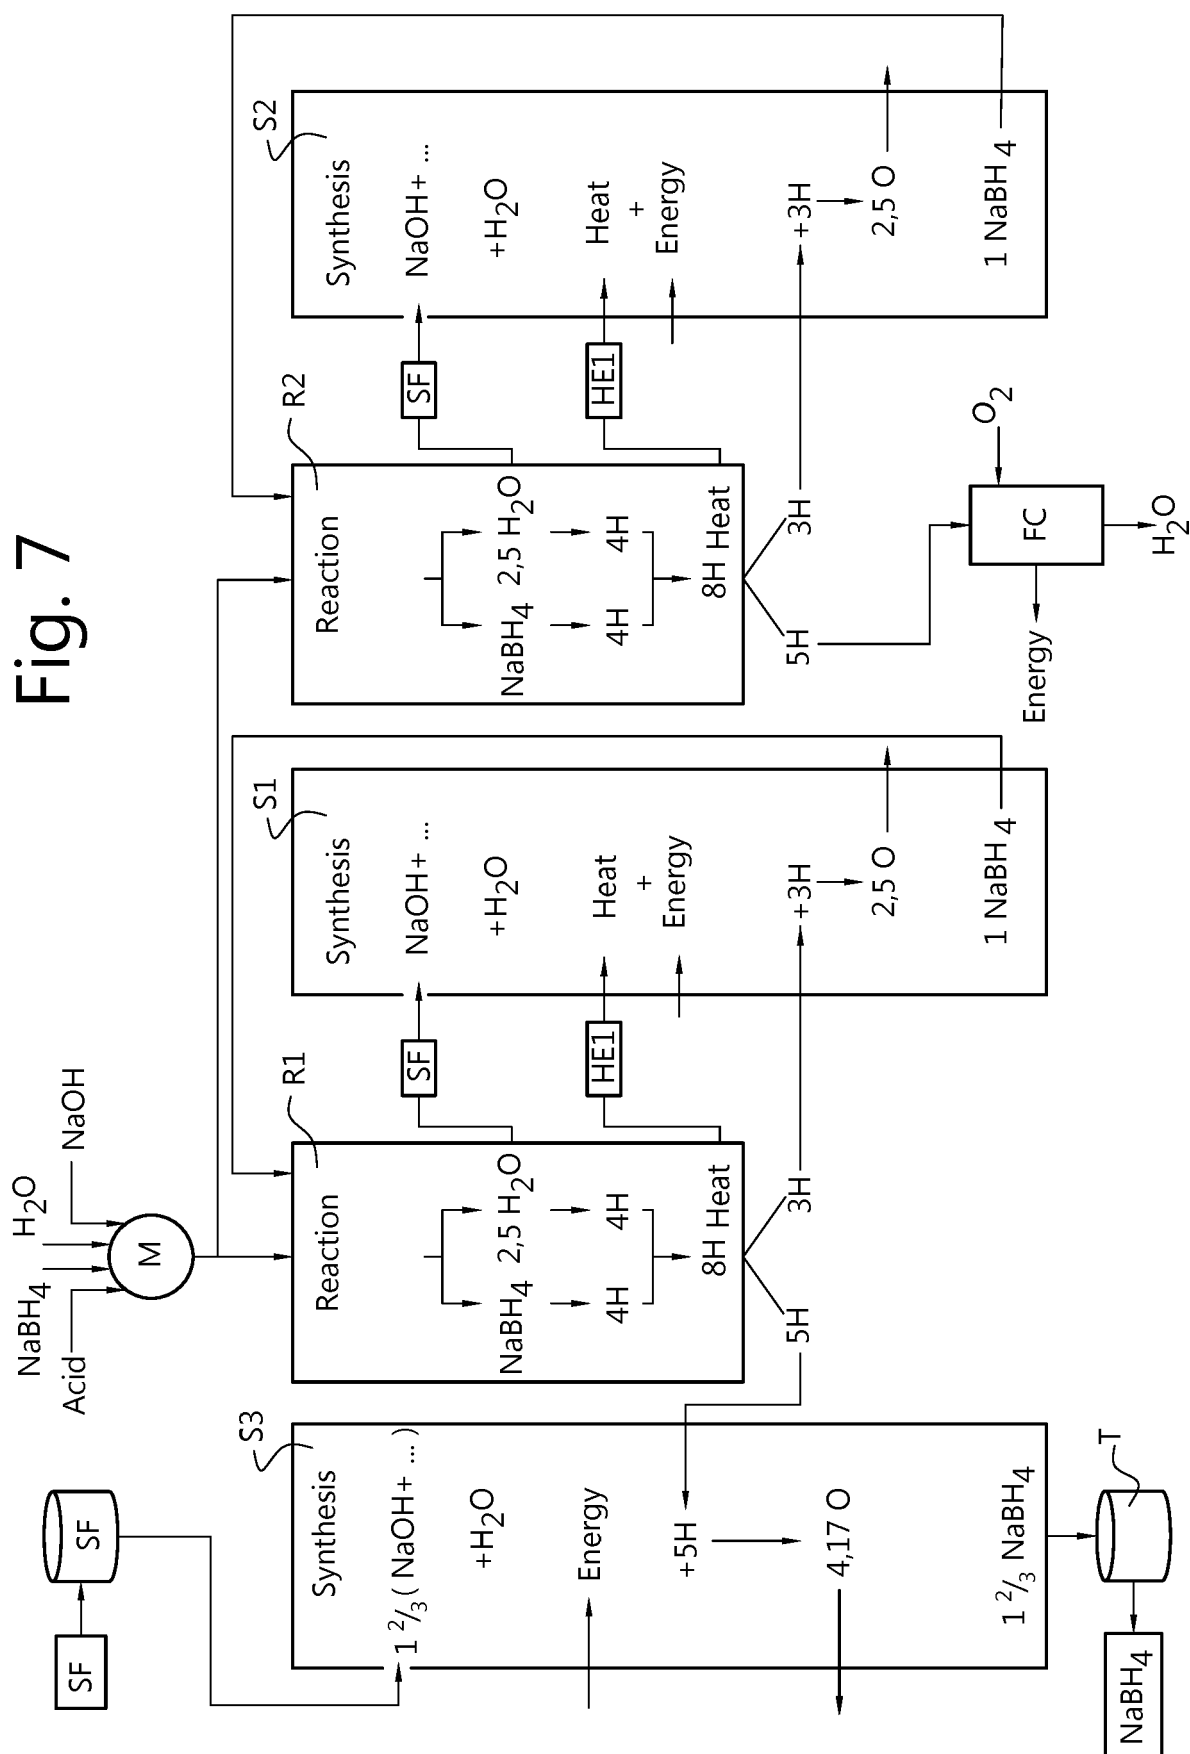 Fig. 7
NaBH4
H2O
Acid
NaOH
M
SF
SF
S3
Synthesis
1 2/3 ( NaOH+ ...)
+H2O
Energy
+5H
4,17 O
1 2/3 NaBH4
T
NaBH4
R1
Reaction
NaBH4 2,5 H2O
4H 4H
8H Heat
5H 3H
SF
HE1
S1
Synthesis
NaOH+ ...
+H2O
Heat
+
Energy
+3H
2,5 O
1 NaBH4
R2
Reaction
NaBH4 2,5 H2O
4H 4H
8H Heat
5H 3H
SF
HE1
S2
Synthesis
NaOH+ ...
+H2O
Heat
+
Energy
+3H
2,5 O
1 NaBH4
Energy
FC
O2
H2O